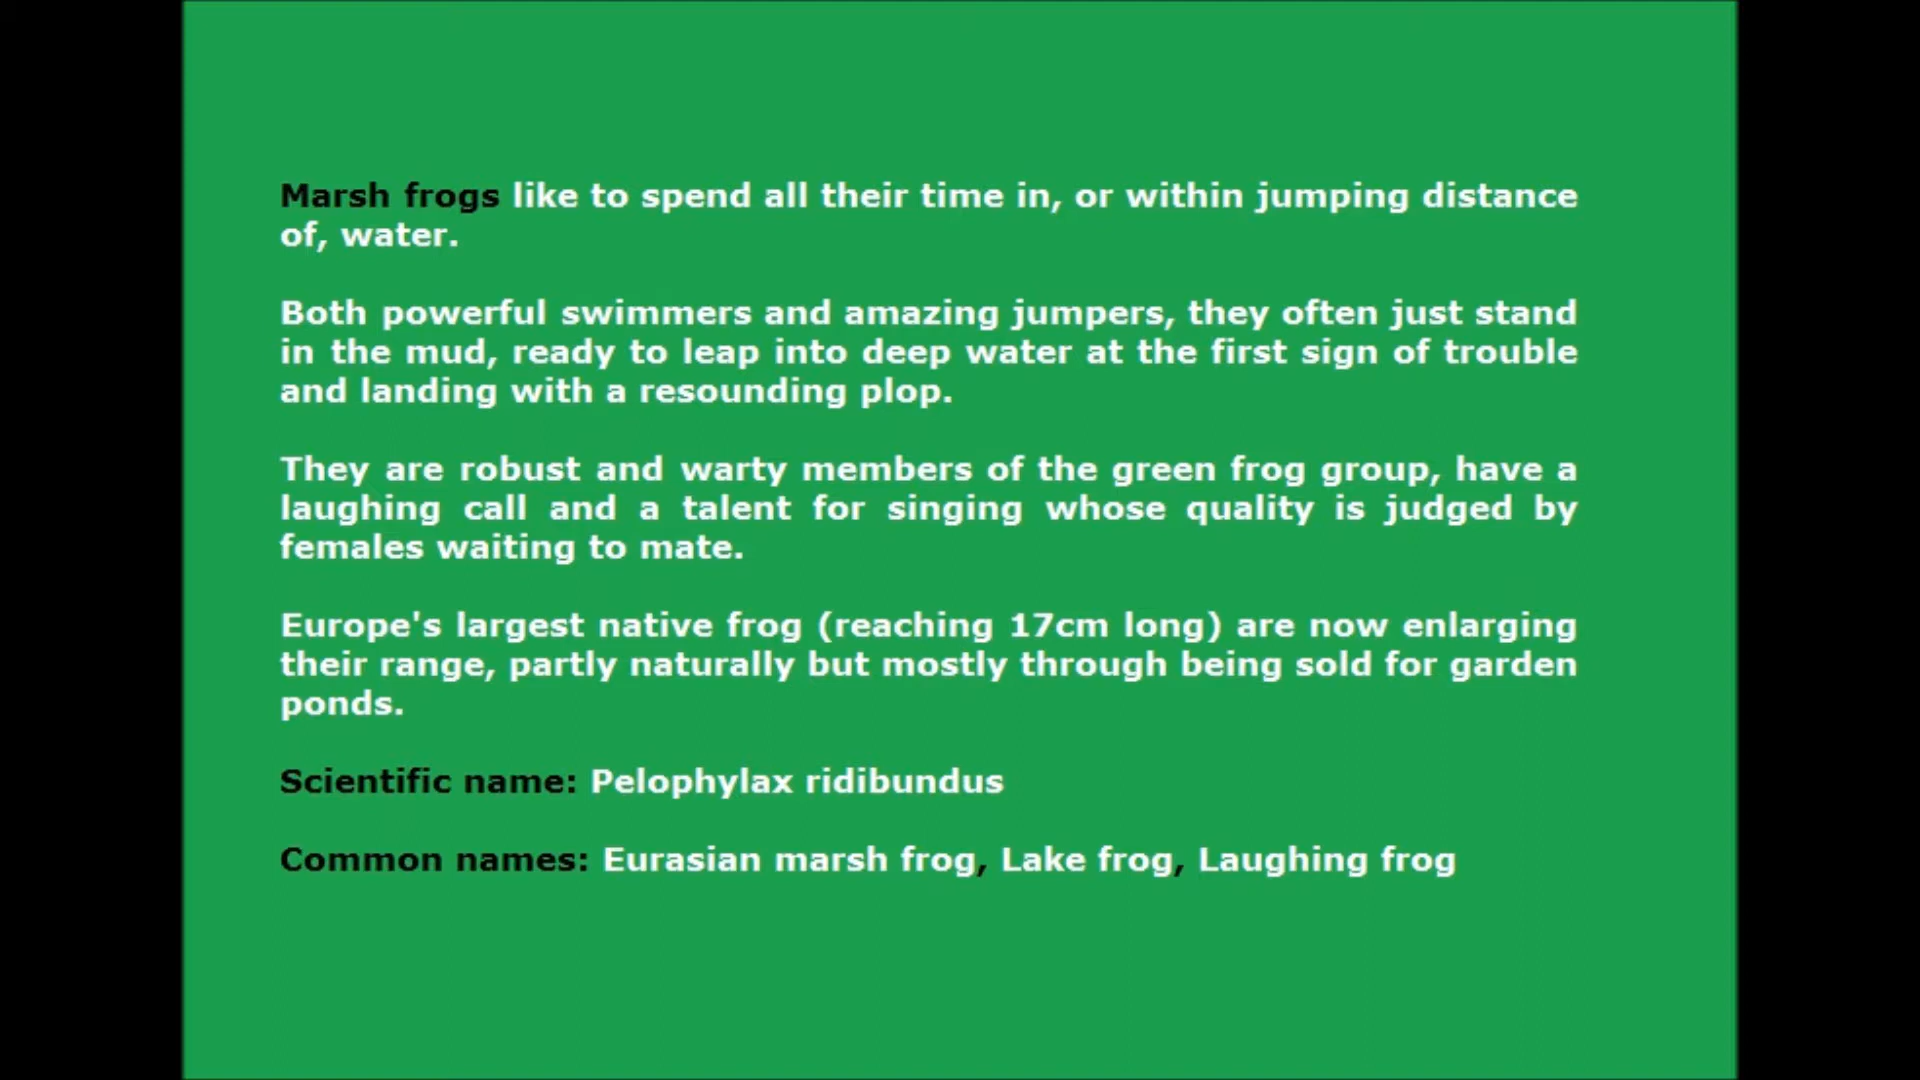 Marsh frogs like to spend all their time in, or within jumping distance
of, water.
Both powerful swimmers and amazing jumpers, they often just stand
in the mud, ready to leap into deep water at the first sign of trouble
and landing with a resounding plop.
They are robust and warty members of the green frog group, have a
laughing call and a talent for singing whose quality is judged by
females waiting to mate.
Europe's largest native frog (reaching 17cm long) are now enlarging
their range, partly naturally but mostly through being sold for garden
ponds.
Scientific name: Pelophylax ridibundus
Common names: Eurasian marsh frog, Lake frog, Laughing frog